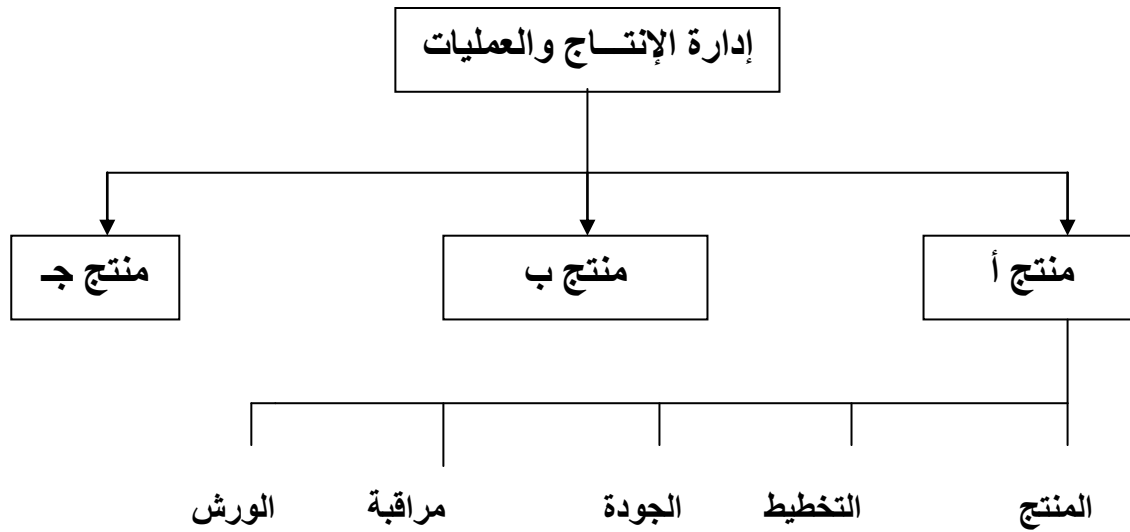 إدارة الإنتـــاج والعمليات
منتج أ
منتج ب
منتج جـ
المنتج
التخطيط
الجودة
مراقبة
الورش